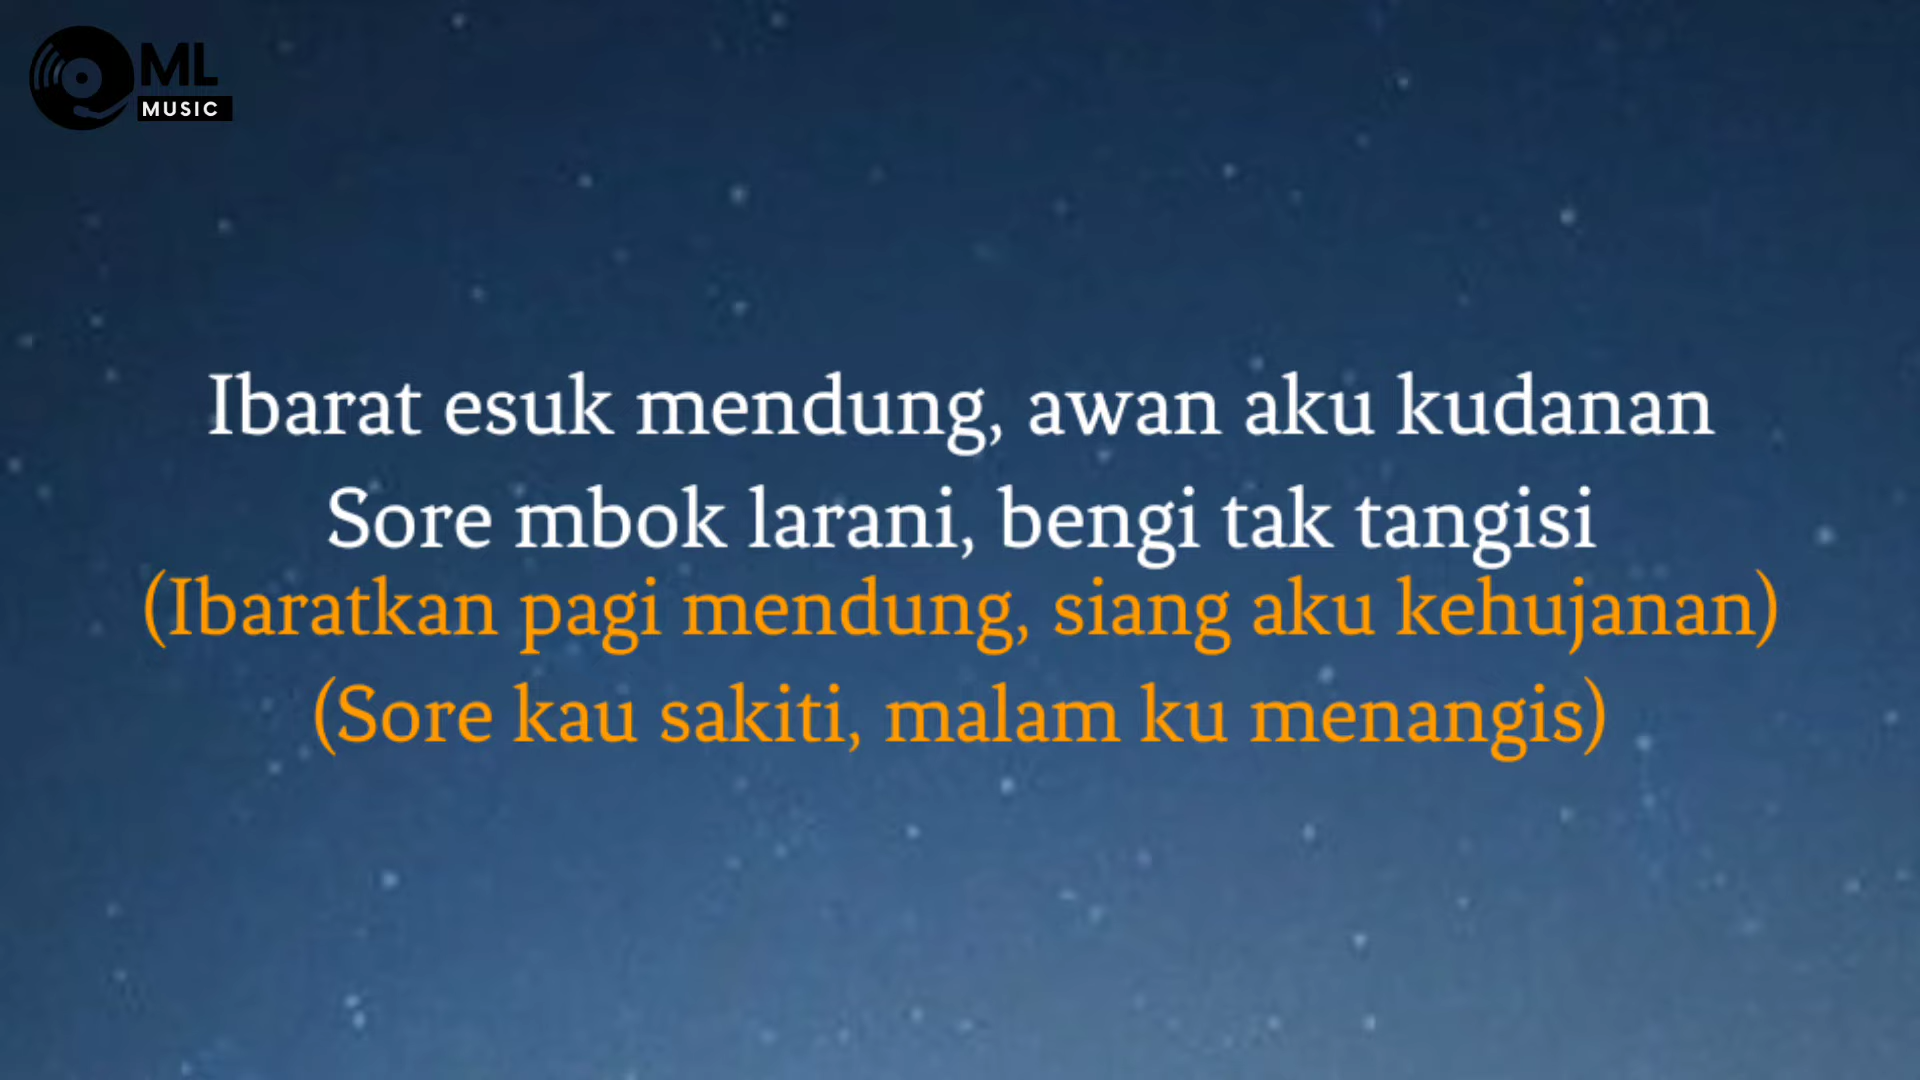 ML
MUSIC
Ibarat esuk mendung, awan aku kudanan
Sore mbok larani, bengi tak tangisi
(Ibaratkan pagi mendung, siang aku kehujanan)
(Sore kau sakiti, malam ku menangis)